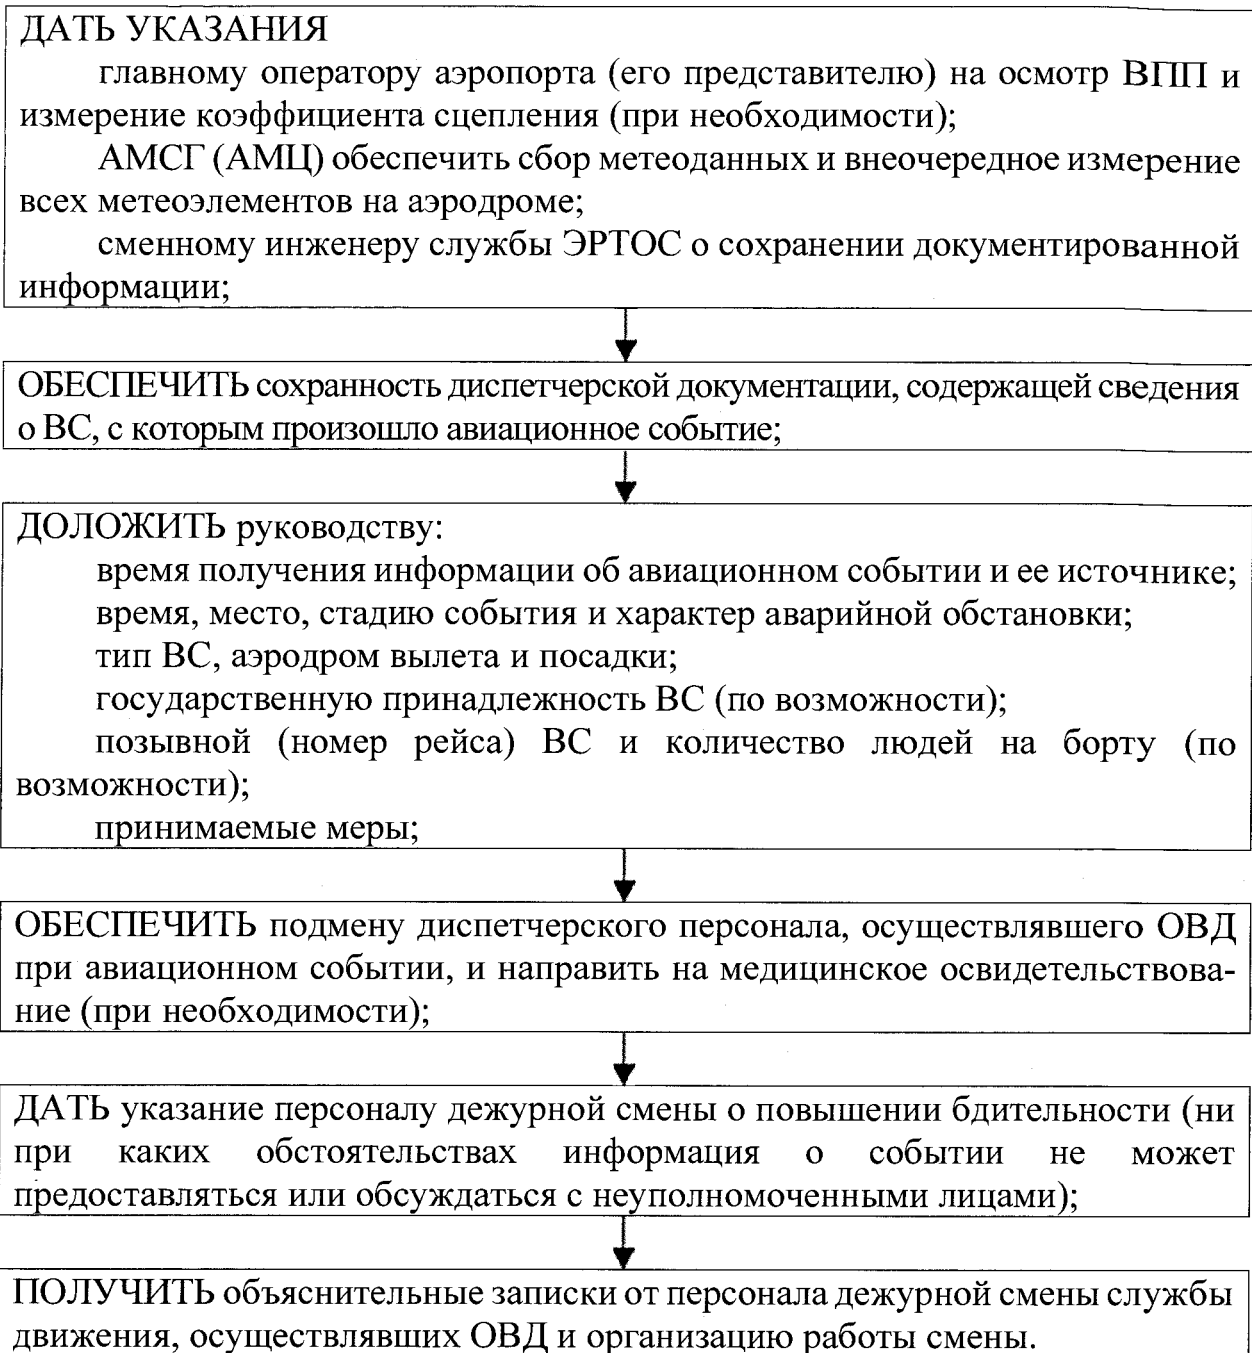 ДАТЬ УКАЗАНИЯ
главному оператору аэропорта (его представителю) на осмотр ВПП и
измерение коэффициента сцепления (при необходимости);
АМСГ (АМЦ) обеспечить сбор метеоданных и внеочередное измерение
всех метеоэлементов на аэродроме;
сменному инженеру службы ЭРТОС о сохранении документированной
информации;
ОБЕСПЕЧИТЬ сохранность диспетчерской документации, содержащей сведения
о ВС, с которым произошло авиационное событие;
ДОЛОЖИТЬ руководству:
время получения информации об авиационном событии и ее источнике;
время, место, стадию события и характер аварийной обстановки;
тип ВС, аэродром вылета и посадки;
государственную принадлежность ВС (по возможности);
позывной (номер рейса) ВС и количество людей на борту (по
возможности);
принимаемые меры;
ОБЕСПЕЧИТЬ подмену диспетчерского персонала, осуществлявшего ОВД
при авиационном событии, и направить на медицинское освидетельствова-
ние (при необходимости);
ДАТЬ указание персоналу дежурной смены о повышении бдительности (ни
при каких обстоятельствах информация о событии не может
предоставляться или обсуждаться с неуполномоченными лицами);
ПОЛУЧИТЬ объяснительные записки от персонала дежурной смены службы
движения, осуществлявших ОВД и организацию работы смены.